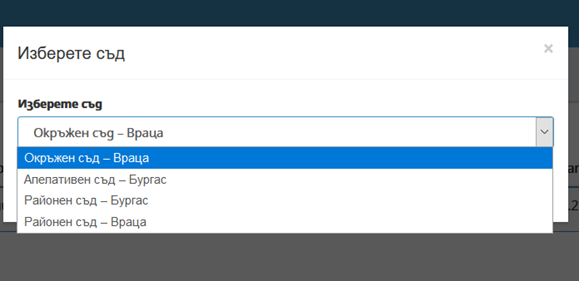 Изберете съд
×
Изберете съд
Окръжен съд – Враца
Окръжен съд – Враца
Апелативен съд – Бургас
Районен съд – Бургас
Районен съд – Враца